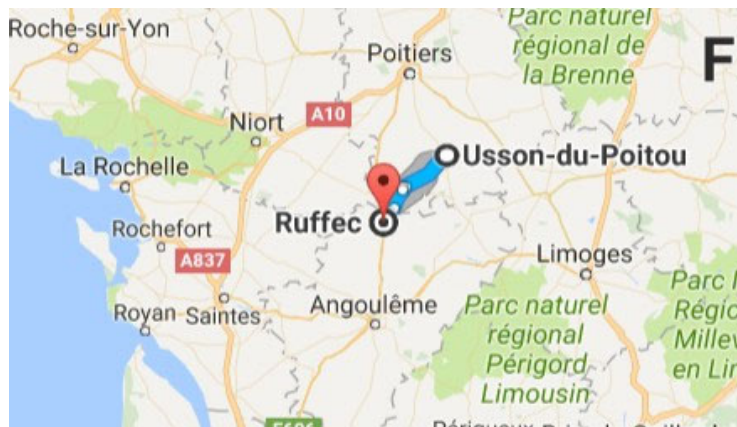 Roche-sur-Yon
Parc naturel
régional de
la Brenne
F
Poitiers
A10
Niort
Usson-du-Poitou
La Rochelle
Ruffec
Rochefort
A837
Limoges
Royan
Saintes
Angoulême
Parc naturel
régional
Périgord
Limousin
Parc
Régio
Millev
en Lir